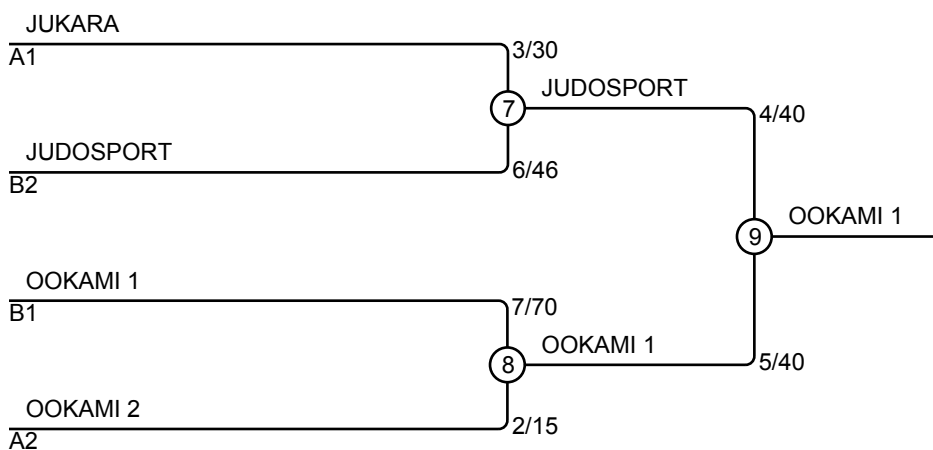 JUKARA
A1
3/30
7
JUDOSPORT
4/40
JUDOSPORT
B2
6/46
9
OOKAMI 1
OOKAMI 1
B1
7/70
8
OOKAMI 1
5/40
OOKAMI 2
A2
2/15